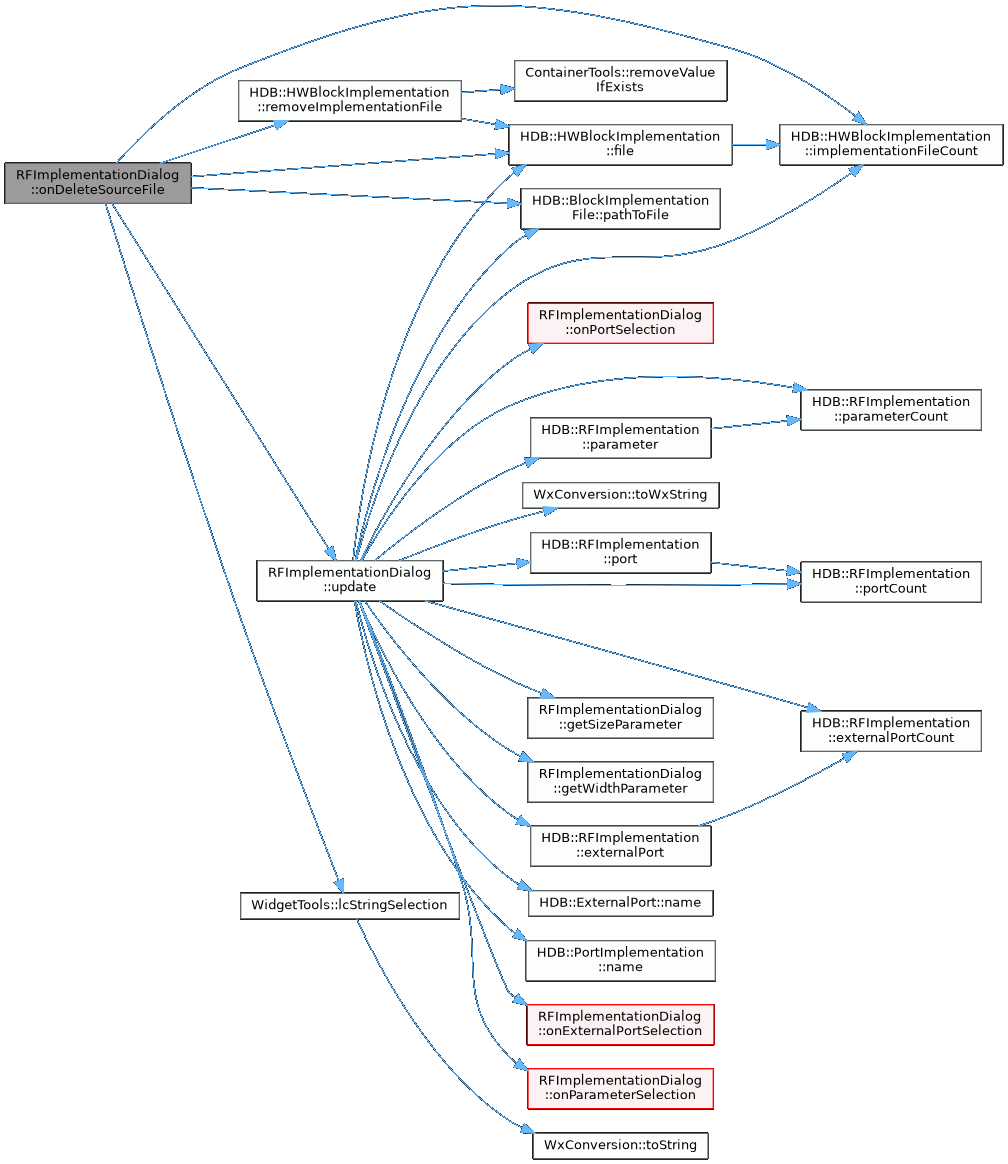 RFImplementationDialog
::onDeleteSourceFile
HDB::HWBlockImplementation
::removeImplementationFile
ContainerTools::removeValue
IfExists
HDB::HWBlockImplementation
::file
HDB::HWBlockImplementation
::implementationFileCount
HDB::BlockImplementation
File::pathToFile
RFImplementationDialog
::onPortSelection
HDB::RFImplementation
::parameterCount
HDB::RFImplementation
::parameter
WxConversion::toWxString
HDB::RFImplementation
::port
HDB::RFImplementation
::portCount
RFImplementationDialog
::update
RFImplementationDialog
::getSizeParameter
HDB::RFImplementation
::externalPortCount
RFImplementationDialog
::getWidthParameter
HDB::RFImplementation
::externalPort
HDB::ExternalPort::name
WidgetTools::lcStringSelection
HDB::PortImplementation
::name
RFImplementationDialog
::onExternalPortSelection
RFImplementationDialog
::onParameterSelection
WxConversion::toString